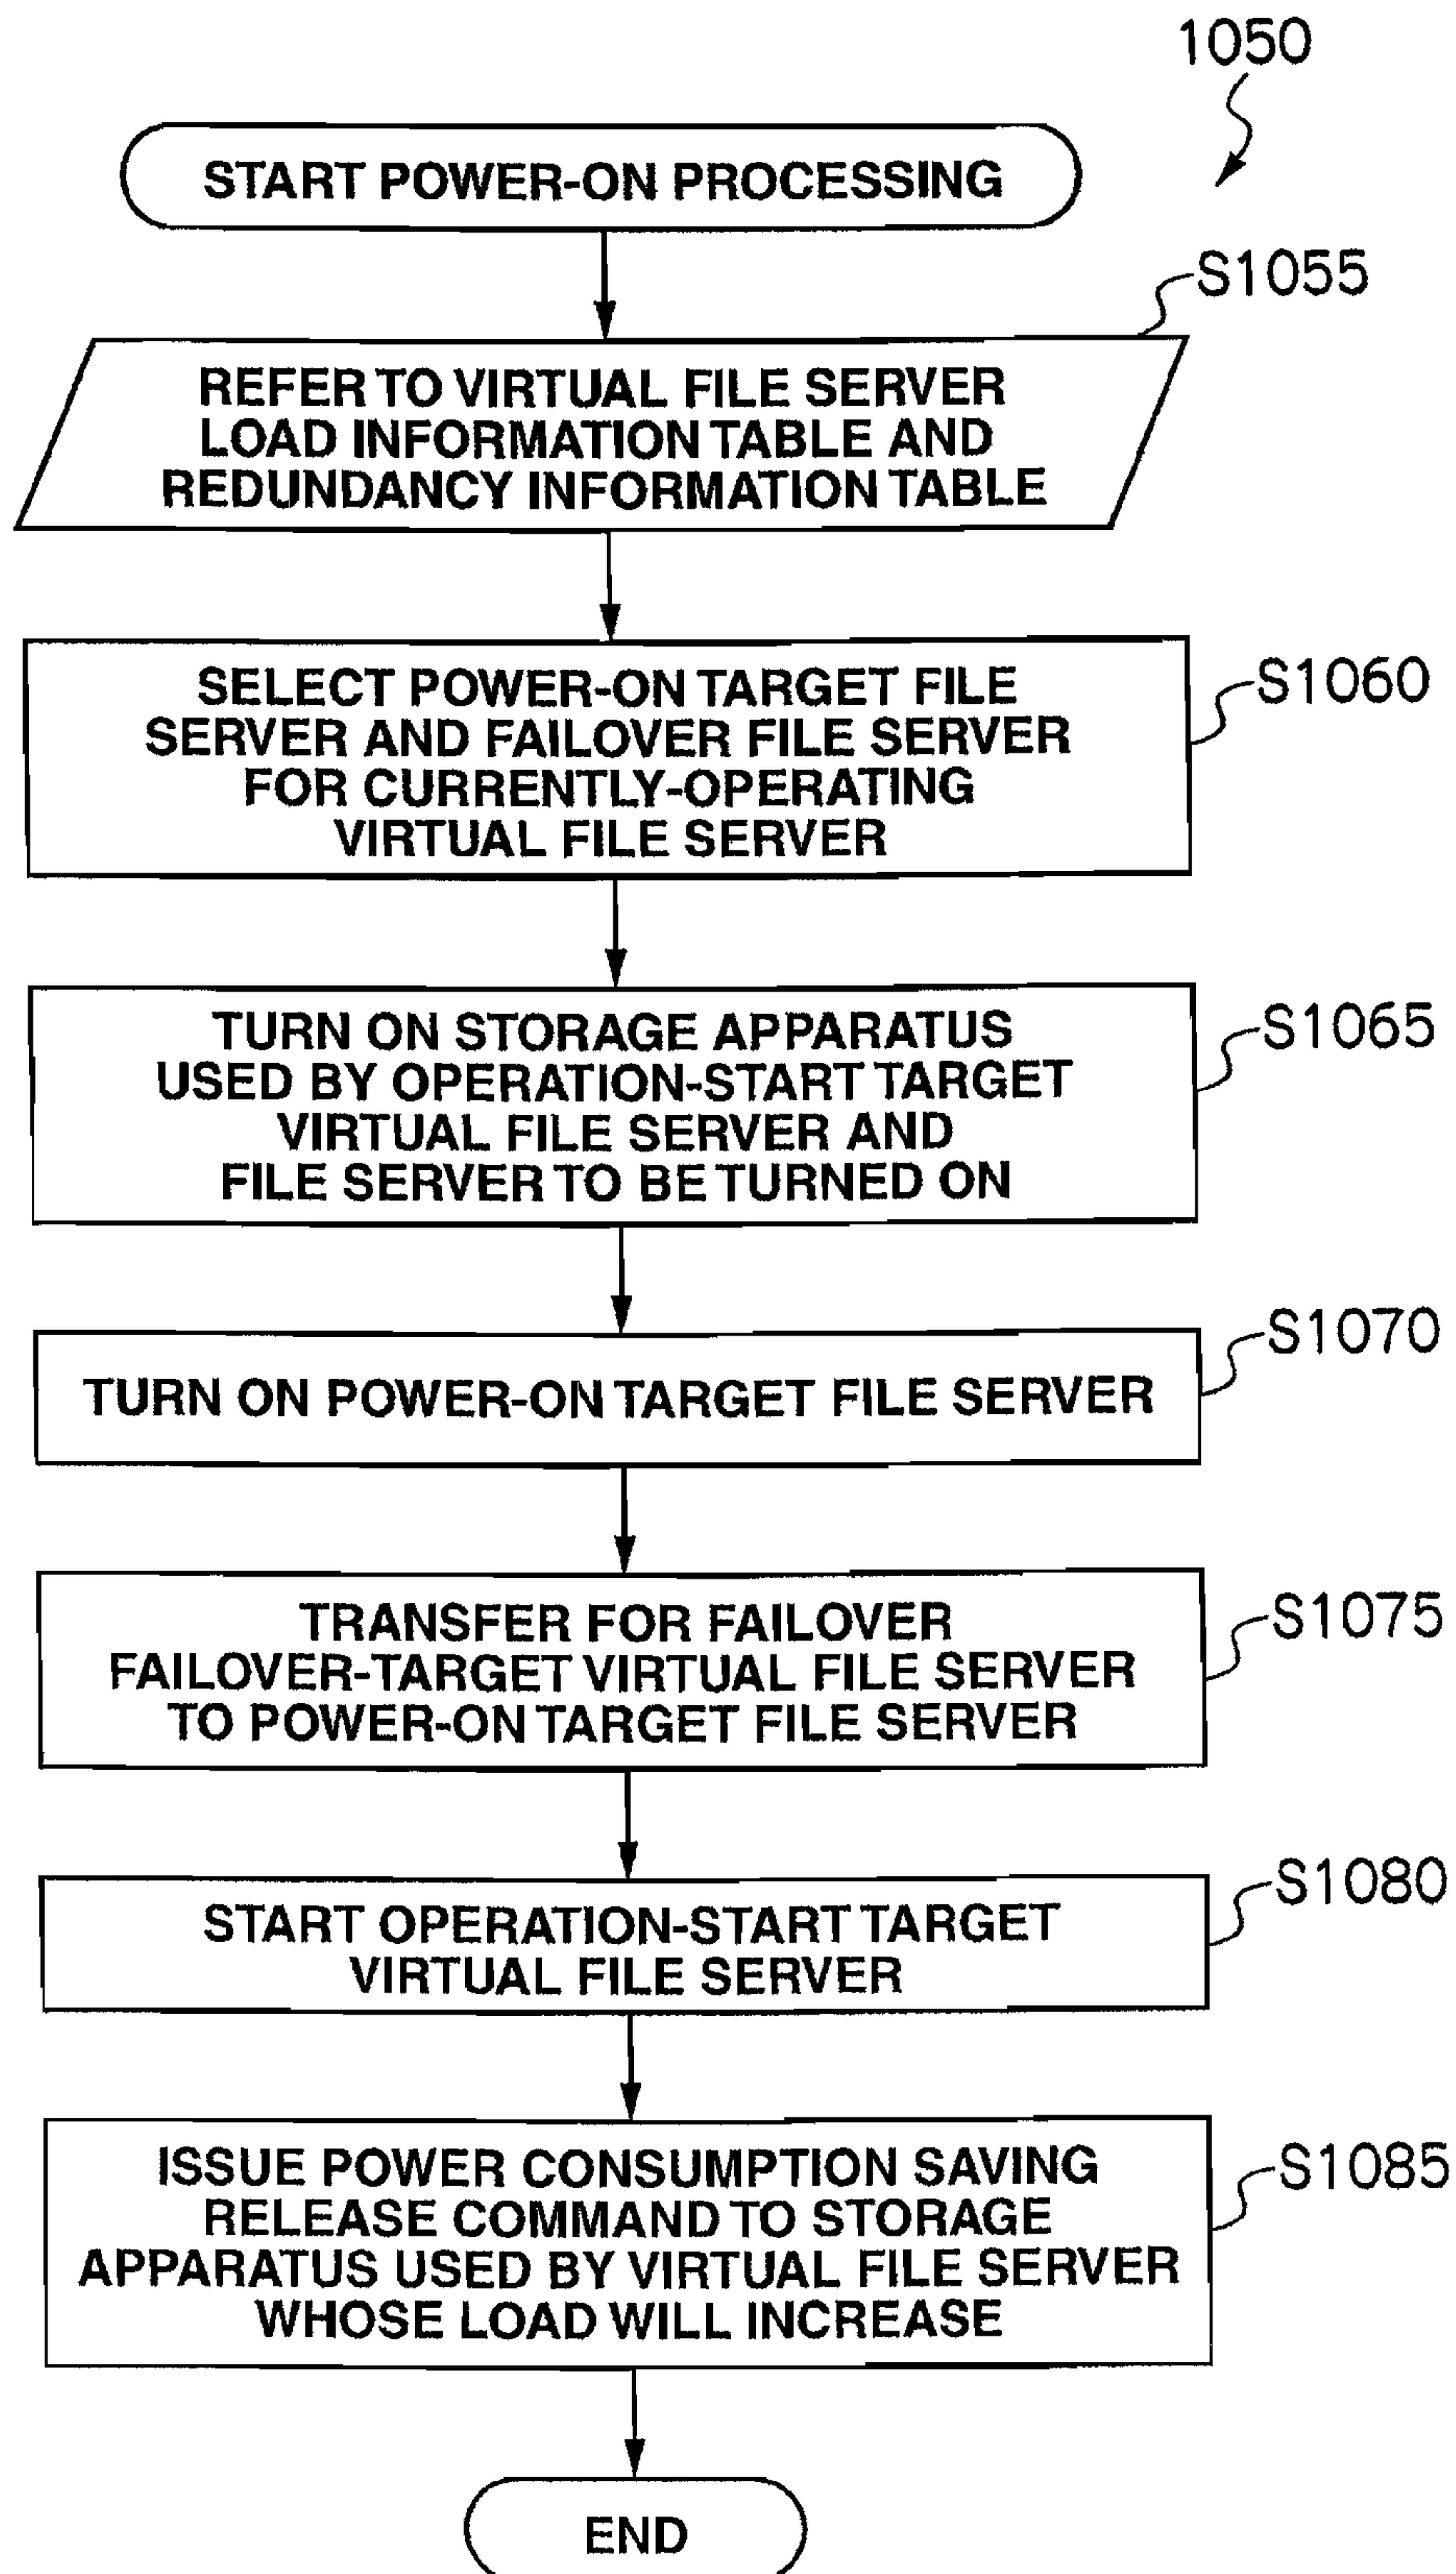 1050
START POWER-ON PROCESSING
S1055
REFER TO VIRTUAL FILE SERVER
LOAD INFORMATION TABLE AND
REDUNDANCY INFORMATION TABLE
S1060
SELECT POWER-ON TARGET FILE
SERVER AND FAILOVER FILE SERVER
FOR CURRENTLY-OPERATING
VIRTUAL FILE SERVER
S1065
TURN ON STORAGE APPARATUS
USED BY OPERATION-START TARGET
VIRTUAL FILE SERVER AND
FILE SERVER TO BE TURNED ON
S1070
TURN ON POWER-ON TARGET FILE SERVER
S1075
TRANSFER FOR FAILOVER
FAILOVER-TARGET VIRTUAL FILE SERVER
TO POWER-ON TARGET FILE SERVER
S1080
START OPERATION-START TARGET
VIRTUAL FILE SERVER
S1085
ISSUE POWER CONSUMPTION SAVING
RELEASE COMMAND TO STORAGE
APPARATUS USED BY VIRTUAL FILE SERVER
WHOSE LOAD WILL INCREASE
END